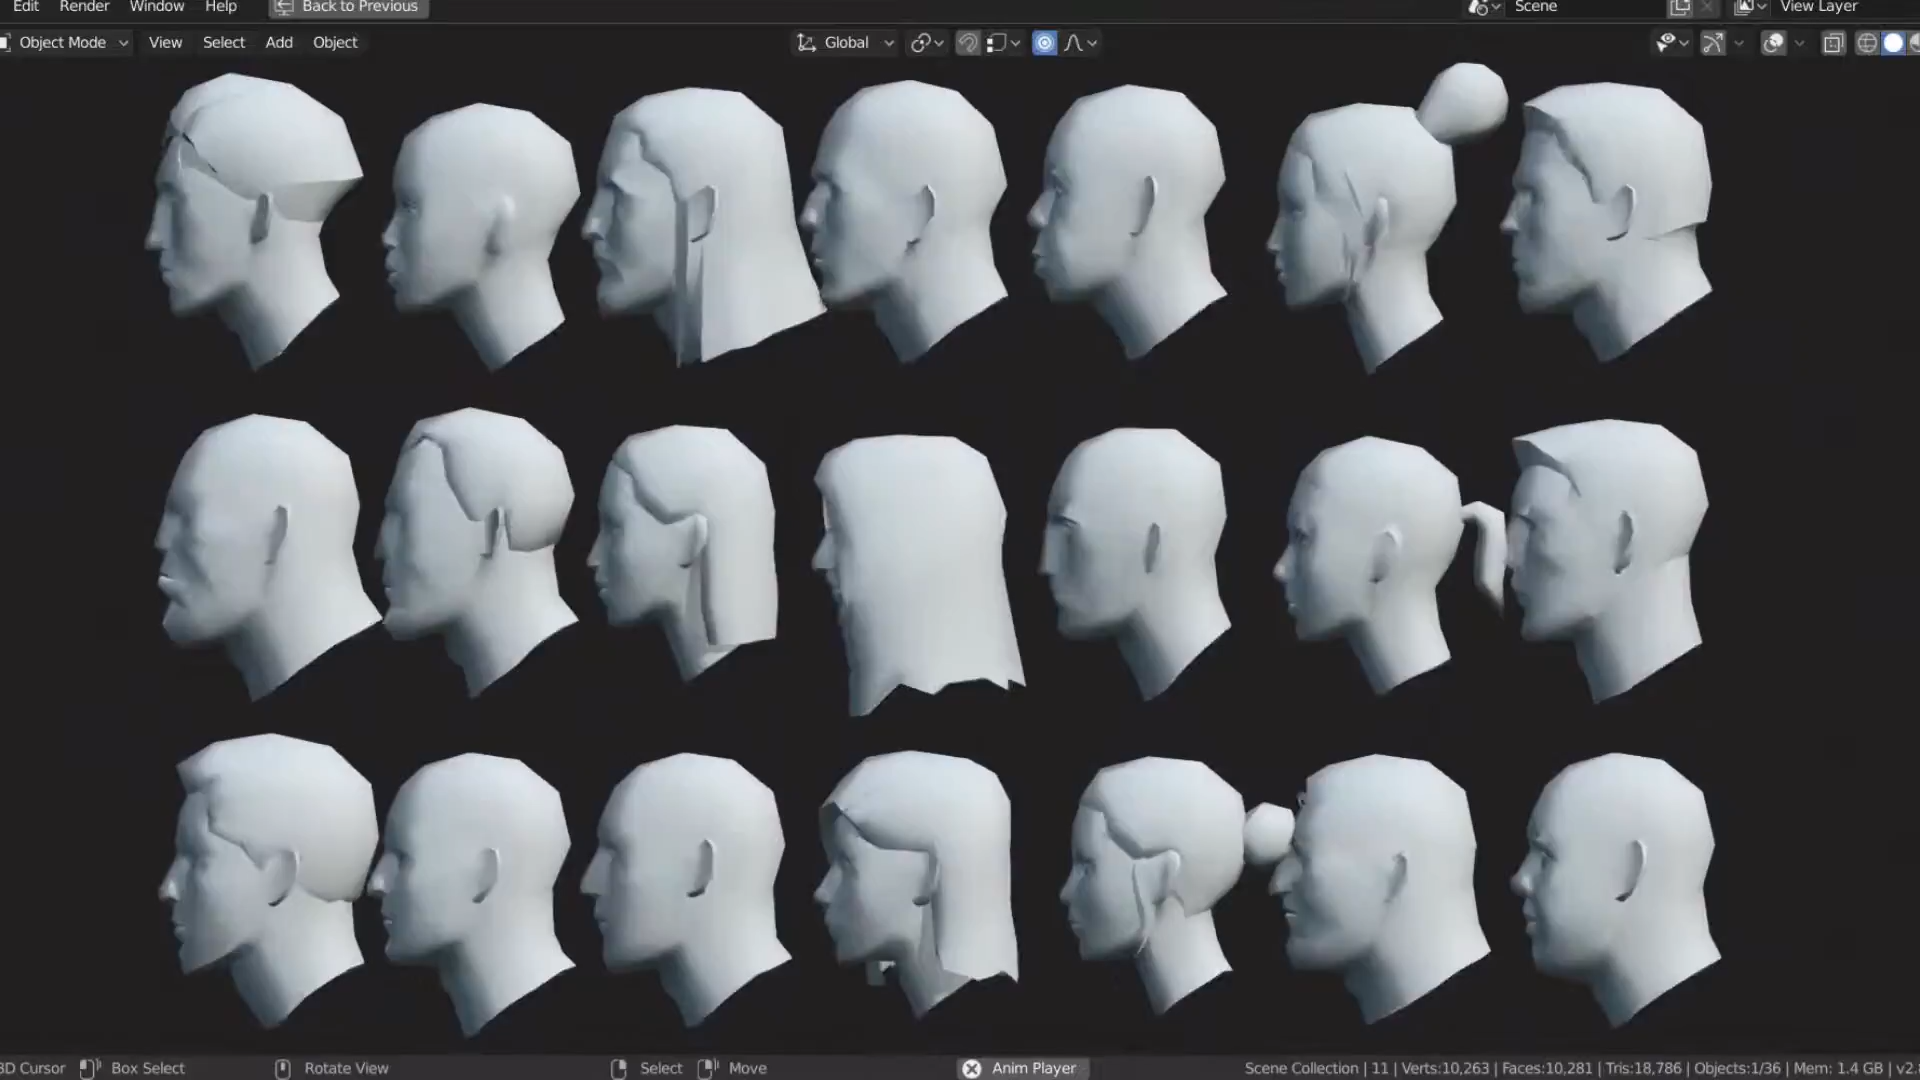 Edit Render Window Help Back to Previous Scene View Layer
Object Mode View Select Add Object Global
3D Cursor Box Select Rotate View Select Move Anim Player Scene Collection | 11 | Verts:10,263 | Faces:10,281 | Tris:18,786 | Objects:1/36 | Mem: 1.4 GB | v2.